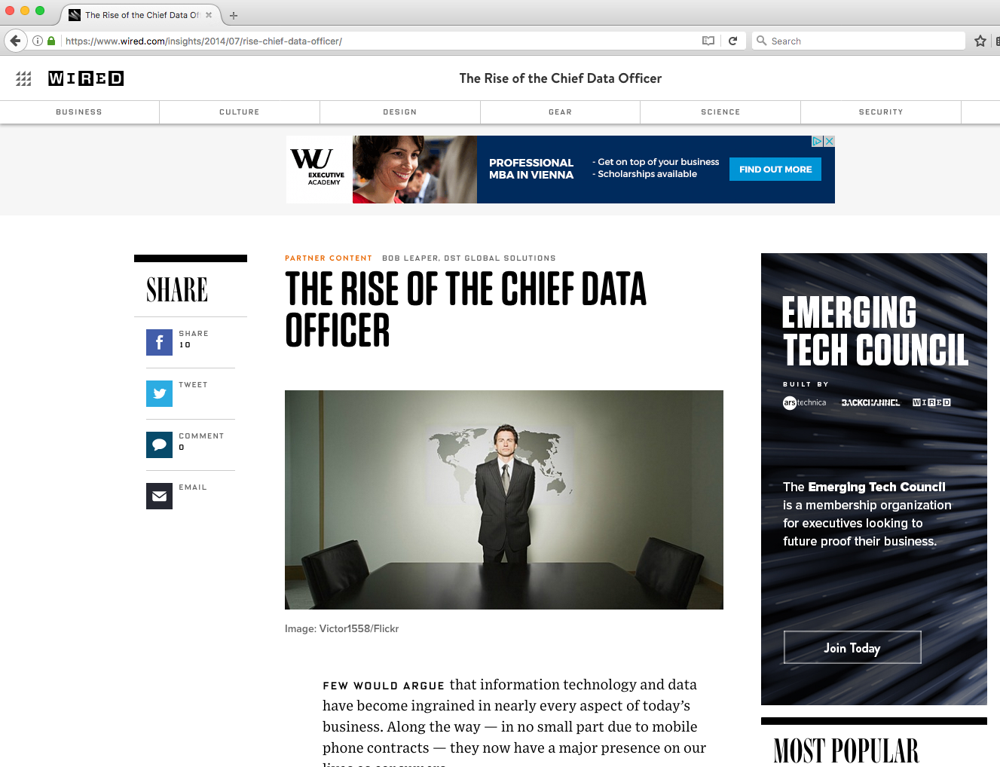 The Rise of the Chief Data Of
https://www.wired.com/insights/2014/07/rise-chief-data-officer/
Search
WIRED
The Rise of the Chief Data Officer
BUSINESS
CULTURE
DESIGN
GEAR
SCIENCE
SECURITY
WU
EXECUTIVE
ACADEMY
PROFESSIONAL
MBA IN VIENNA
- Get on top of your business
- Scholarships available
FIND OUT MORE
SHARE
SHARE
10
TWEET
COMMENT
0
EMAIL
PARTNER CONTENT BOB LEAPER, DST GLOBAL SOLUTIONS
THE RISE OF THE CHIEF DATA
OFFICER
Image: Victor1558/Flickr
FEW WOULD ARGUE that information technology and data
have become ingrained in nearly every aspect of today's
business. Along the way — in no small part due to mobile
phone contracts — they now have a major presence on our
EMERGING
TECH COUNCIL
BUILT BY
ars technica BACKCHANNEL WIRED
The Emerging Tech Council
is a membership organization
for executives looking to
future proof their business.
Join Today
MOST POPULAR